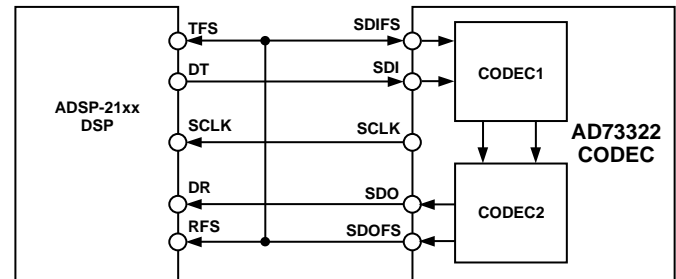 TFS
SDIFS
DT
SDI
CODEC1
ADSP-21xx
DSP
SCLK
SCLK
AD73322
CODEC
DR
SDO
CODEC2
RFS
SDOFS